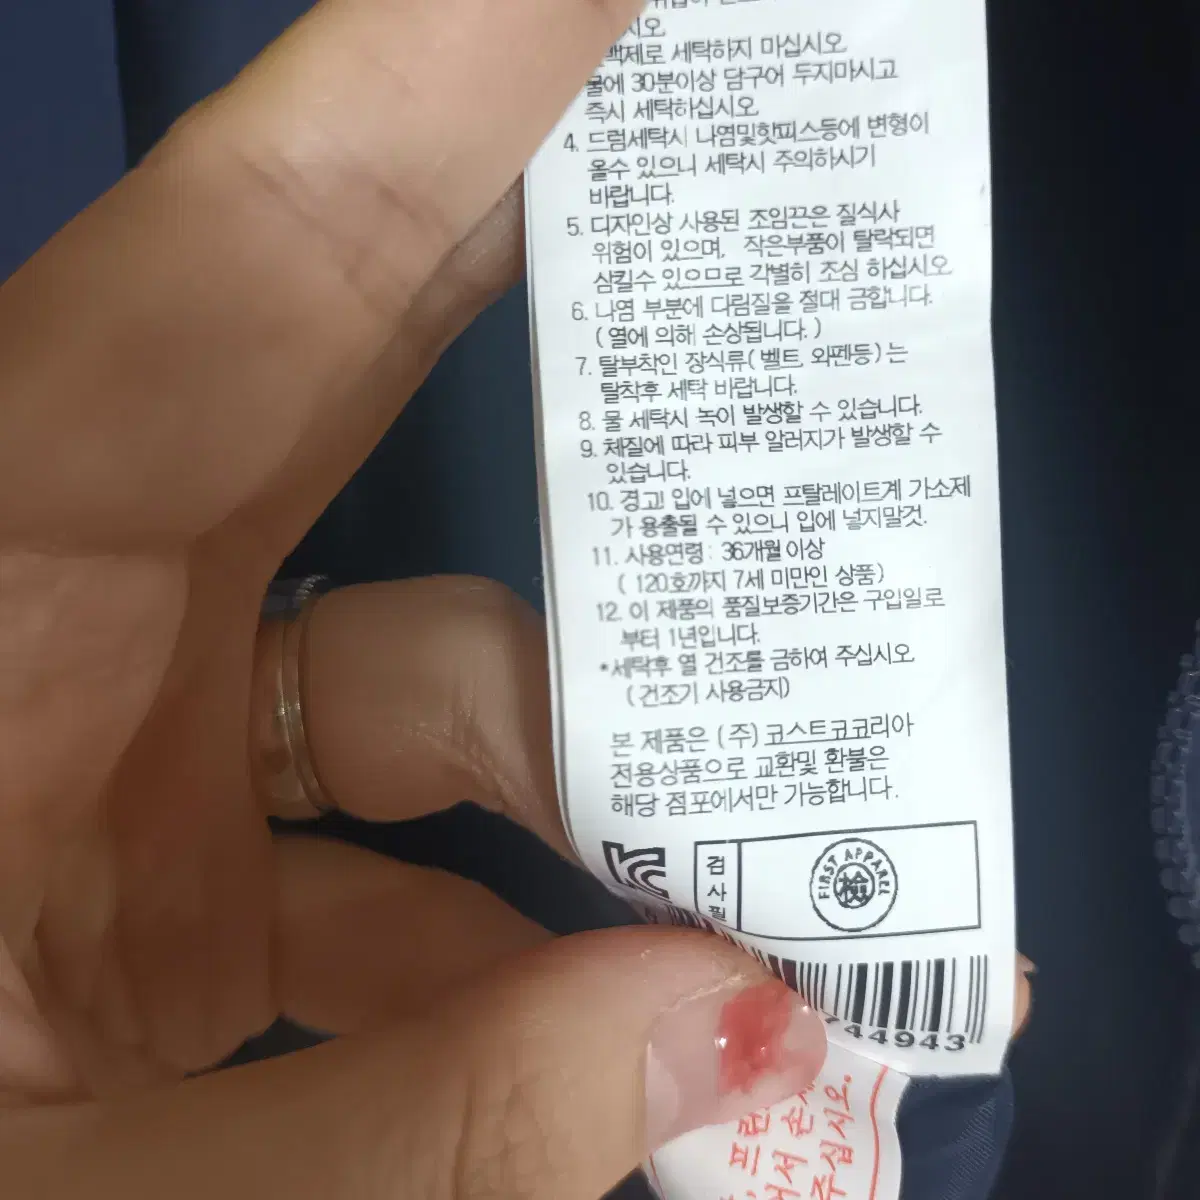 시오.
백제로 세탁하지 마십시오.
물에 30분이상 담구어 두지마시고
즉시 세탁하십시오.
4. 드럼세탁시 나염및핫피스등에 변형이
올수 있으니 세탁시 주의하시기
바랍니다.
5. 디자인상 사용된 조임끈은 질식사
위험이 있으며, 작은부품이 탈락되면
삼킬수 있으므로 각별히 조심 하십시오.
6. 나염 부분에 다림질을 절대 금합니다.
(열에 의해 손상됩니다.)
7. 탈부착인 장식류(벨트, 와펜등)는
탈착후 세탁 바랍니다.
8. 물 세탁시 녹이 발생할 수 있습니다.
9. 체질에 따라 피부 알러지가 발생할 수
있습니다.
10. 경고! 입에 넣으면 프탈레이트계 가소제
가 용출될 수 있으니 입에 넣지말것.
11. 사용연령: 36개월 이상
(120호까지 7세 미만인 상품)
12. 이 제품의 품질보증기간은 구입일로
부터 1년입니다.
*세탁후 열 건조를 금하여 주십시오.
(건조기 사용금지)
본 제품은 (주)코스트코코리아
전용상품으로 교환및 환불은
해당 점포에서만 가능합니다.
KC
검사필
FIRST APPAREL
檢
744943
프린
서 손세
주십시오.